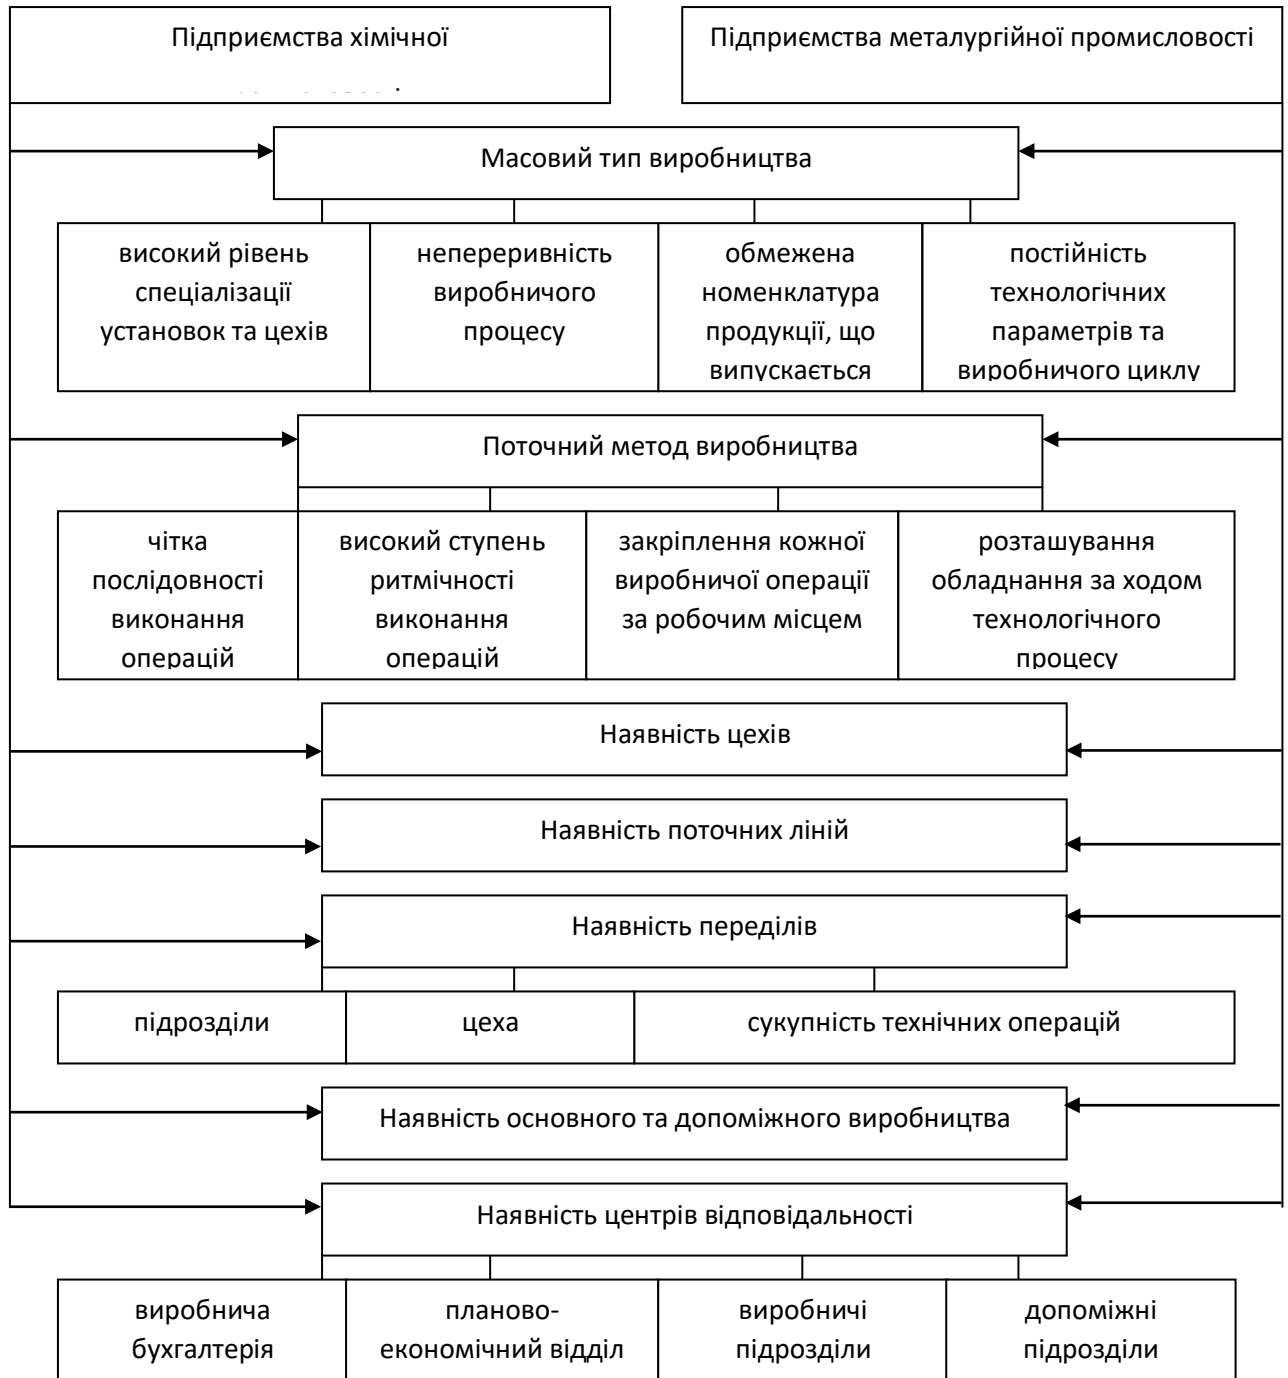 Підприємства хімічної
Підприємства металургійної промисловості
Масовий тип виробництва
високий рівень
спеціалізації
установок та цехів
непереривність
виробничого
процесу
обмежена
номенклатура
продукції, що
випускається
постійність
технологічних
параметрів та
виробничого циклу
Поточний метод виробництва
чітка
послідовності
виконання
операцій
високий ступень
ритмічності
виконання
операцій
закріплення кожної
виробничої операції
за робочим місцем
розташування
обладнання за ходом
технологічного
процесу
Наявність цехів
Наявність поточних ліній
Наявність переділів
підрозділи
цеха
сукупність технічних операцій
Наявність основного та допоміжного виробництва
Наявність центрів відповідальності
виробнича
бухгалтерія
планово-
економічний відділ
виробничі
підрозділи
допоміжні
підрозділи